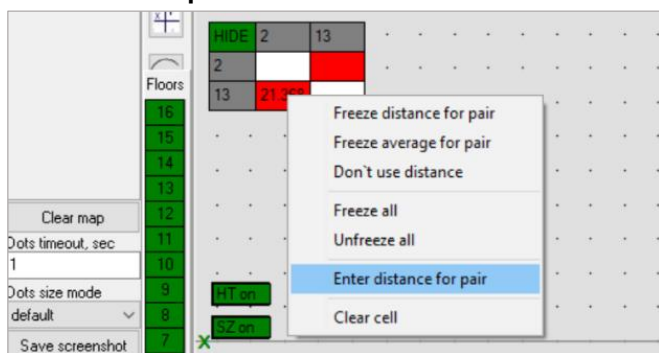 HIDE 2 13
2
13 21.368
Floors
16
15
14
13
12
11
10
9
8
7
Clear map
Dots timeout, sec
1
Dots size mode
default
Save screenshot
HT on
SZ on
X
Freeze distance for pair
Freeze average for pair
Don`t use distance
Freeze all
Unfreeze all
Enter distance for pair
Clear cell